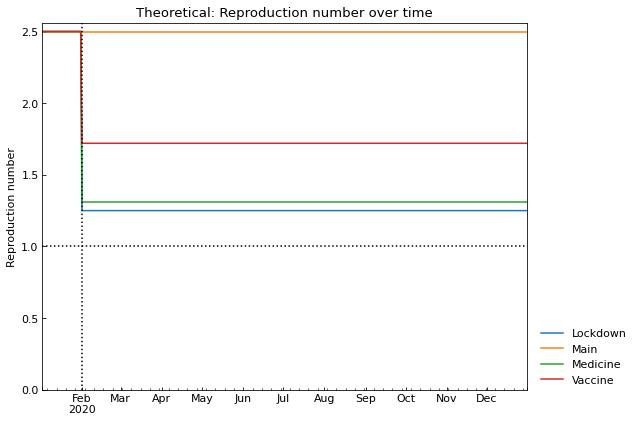 Theoretical: Reproduction number over time
Reproduction number
2.5
2.0
1.5
1.0
0.5
0.0
Feb Mar Apr May Jun Jul Aug Sep Oct Nov Dec
2020
Lockdown
Main
Medicine
Vaccine